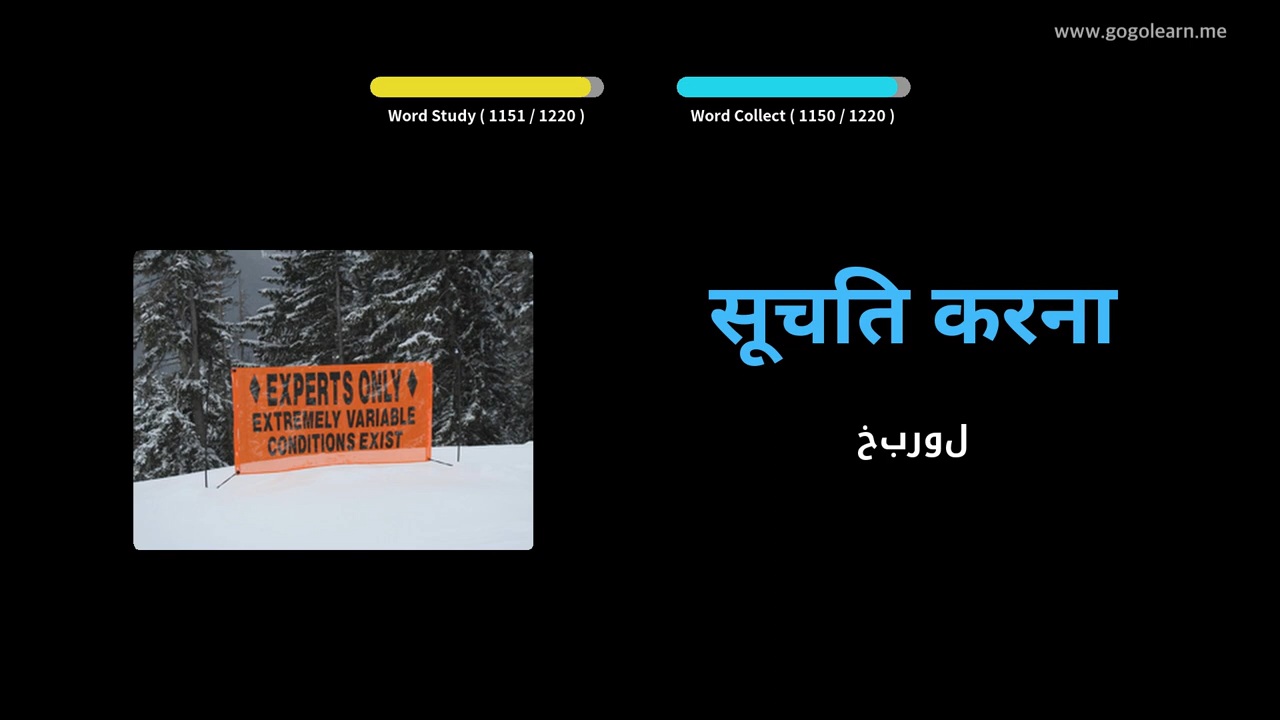 www.gogolearn.me
Word Study ( 1151 / 1220 )
Word Collect ( 1150 / 1220 )
EXPERTS ONLY
EXTREMELY VARIABLE
CONDITIONS EXIST
सूचति करना
لوربخ